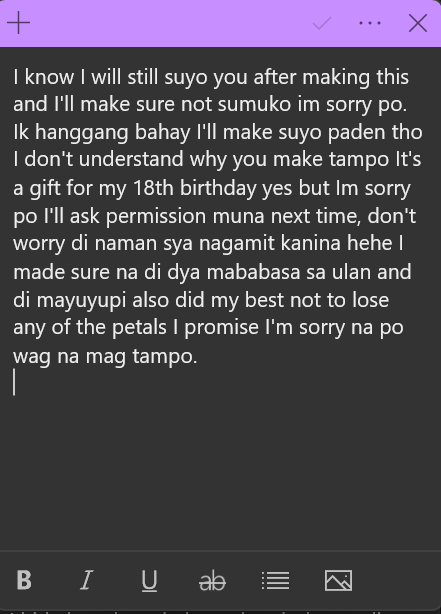 I know I will still suyo you after making this
and I'll make sure not sumuko im sorry po.
Ik hanggang bahay I'll make suyo paden tho
I don't understand why you make tampo It's
a gift for my 18th birthday yes but Im sorry
po I'll ask permission muna next time, don't
worry di naman sya nagamit kanina hehe I
made sure na di dya mababasa sa ulan and
di mayuyupi also did my best not to lose
any of the petals I promise I'm sorry na po
wag na mag tampo.
B I U ab